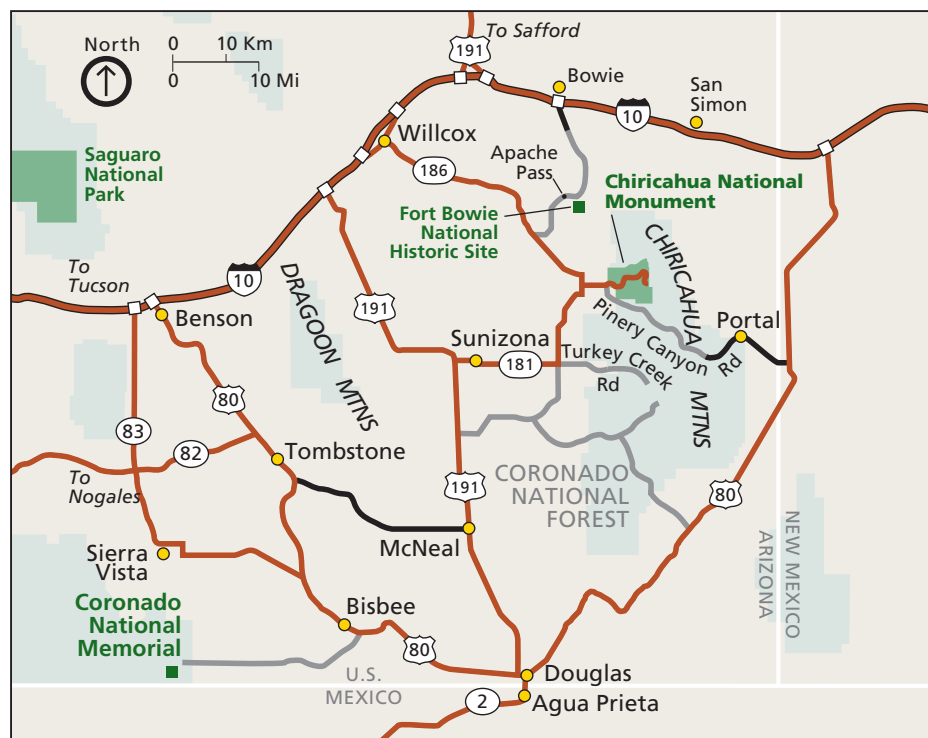 North
0 10 Km
0 10 Mi
To Safford
191
Bowie
San
Simon
10
Willcox
Saguaro
National
Park
186
Apache
Pass
Chiricahua National
Monument
Fort Bowie
National
Historic Site
To
Tucson
10
DRAGOON MTNS
CHIRICAHUA
MTNS
191
Benson
Sunizona
181
Pinery Canyon
Rd
Portal
Turkey Creek
Rd
80
83
82
Tombstone
To
Nogales
191
CORONADO
NATIONAL
FOREST
80
McNeal
Sierra
Vista
NEW MEXICO
ARIZONA
Coronado
National
Memorial
Bisbee
80
U.S.
MEXICO
Douglas
2
Agua Prieta